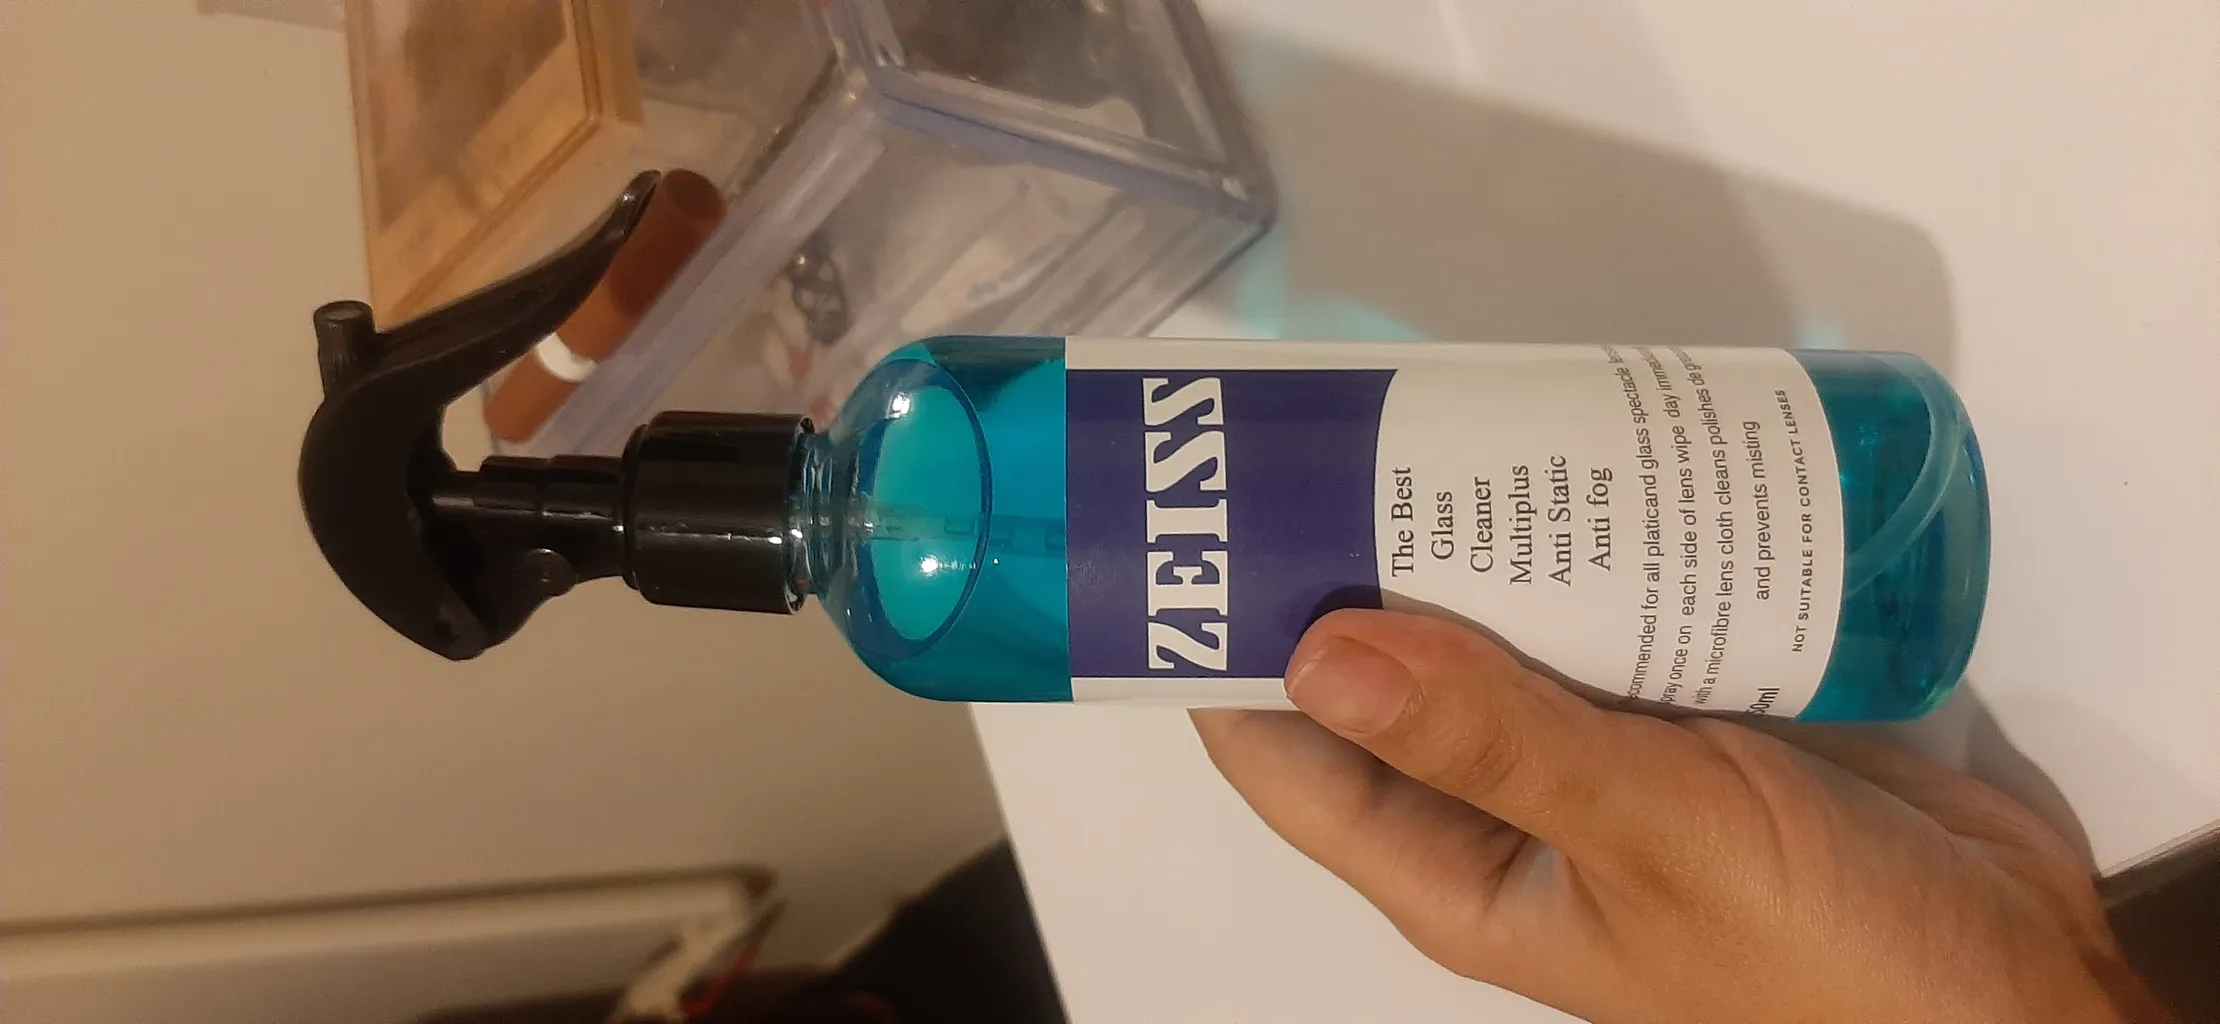 ZEISS
The Best
Glass
Cleaner
Multiplus
Anti Static
Anti fog
commended for all platicand glass spectacle
pray once on each side of lens wipe day
with a microfibre lens cloth cleans polishes
and prevents misting
NOT SUITABLE FOR CONTACT LENSES